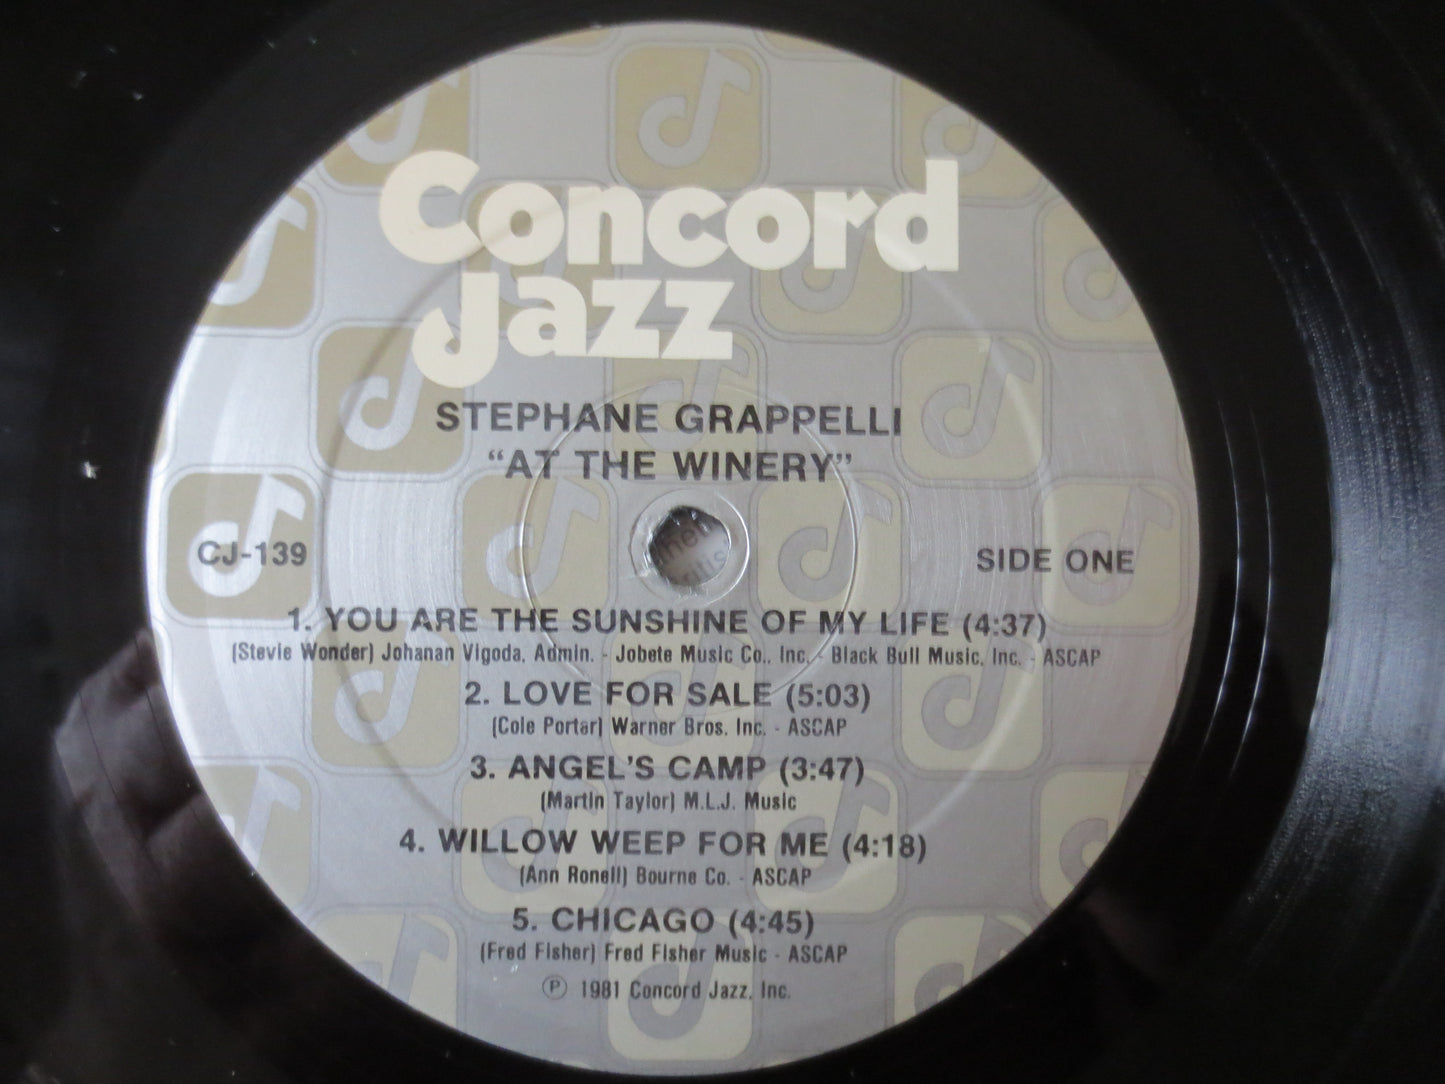 Concord
Jazz
STEPHANE GRAPPELLI
“AT THE WINERY”
CJ-139
SIDE ONE
1. YOU ARE THE SUNSHINE OF MY LIFE (4:37)
(Stevie Wonder) Johanan Vigoda, Admin. - Jobete Music Co., Inc. - Black Bull Music, Inc. - ASCAP
2. LOVE FOR SALE (5:03)
(Cole Porter) Warner Bros. Inc. - ASCAP
3. ANGEL'S CAMP (3:47)
(Martin Taylor) M.L.J. Music
4. WILLOW WEEP FOR ME (4:18)
(Ann Ronell) Bourne Co. - ASCAP
5. CHICAGO (4:45)
(Fred Fisher) Fred Fisher Music - ASCAP
℗ 1981 Concord Jazz, Inc.